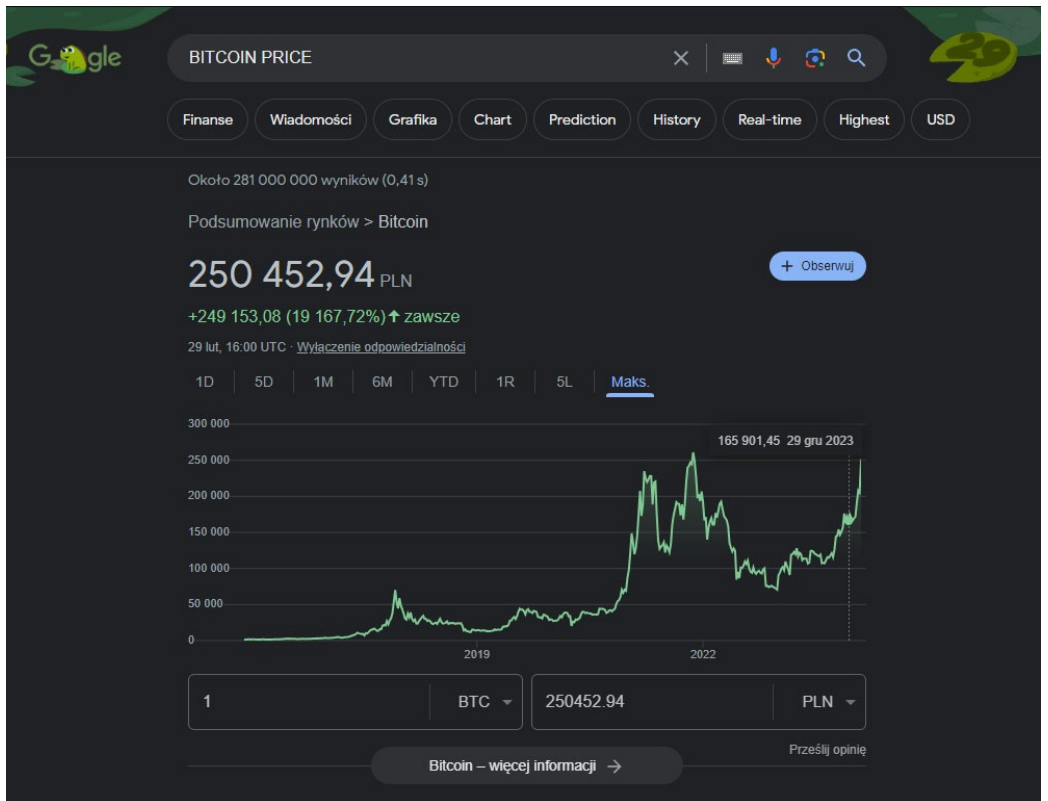 G gle
BITCOIN PRICE
29
Finanse Wiadomości Grafika Chart Prediction History Real-time Highest USD
Około 281 000 000 wyników (0,41 s)
Podsumowanie rynków > Bitcoin
250 452,94 PLN
+ Obserwuj
+249 153,08 (19 167,72%) ↑ zawsze
29 lut, 16:00 UTC · Wyłączenie odpowiedzialności
1D 5D 1M 6M YTD 1R 5L Maks.
300 000
165 901,45 29 gru 2023
250 000
200 000
150 000
100 000
50 000
0
2019 2022
1 BTC 250452.94 PLN
Prześlij opinię
Bitcoin – więcej informacji →